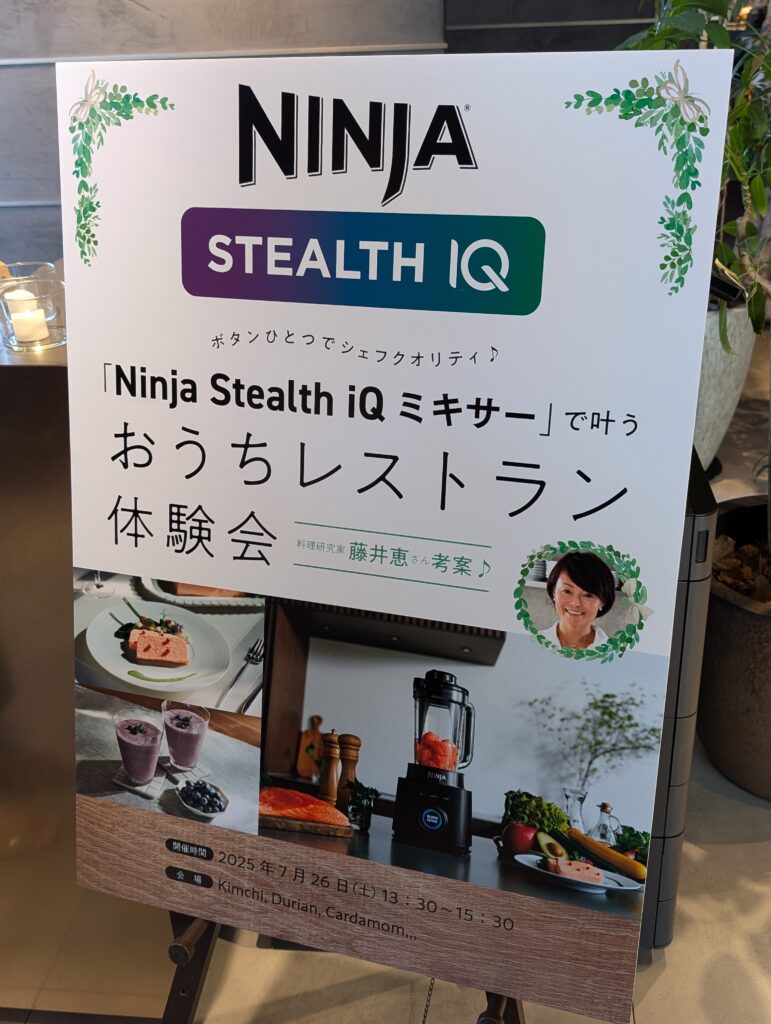 NINJA
STEALTH IQ
ボタンひとつでシェフクオリティ♪
「Ninja Stealth iQ ミキサー」で叶う
おうちレストラン
体験会
料理研究家 藤井恵さん考案♪
NINJA
開催時間 2025年7月26日(土) 13：30～15：30
会場 Kimchi, Durian, Cardamom,,,